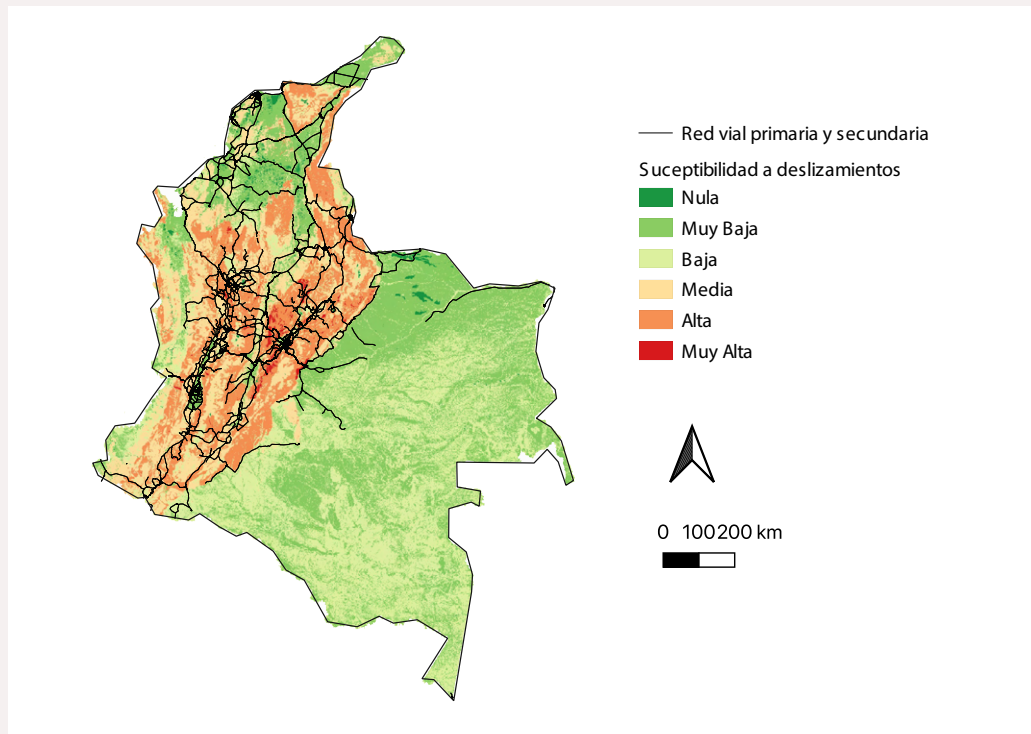 Red vial primaria y secundaria
Suceptibilidad a deslizamientos
Nula
Muy Baja
Baja
Media
Alta
Muy Alta
0 100200 km